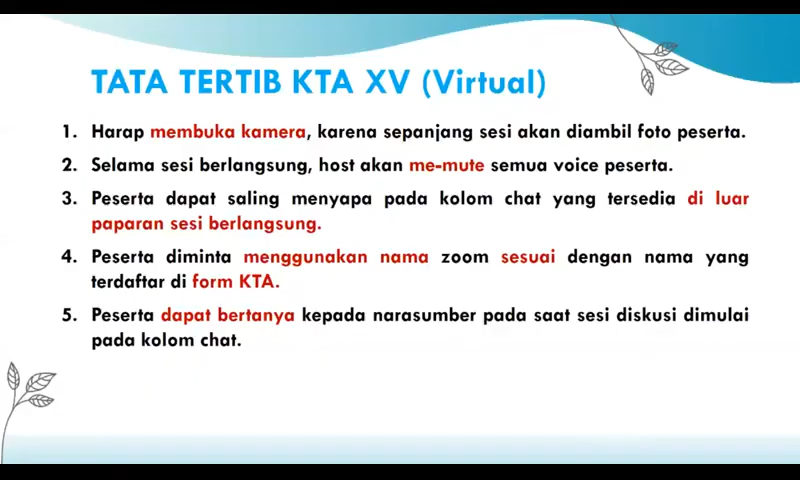 TATA TERTIB KTA XV (Virtual)
1. Harap membuka kamera, karena sepanjang sesi akan diambil foto peserta.
2. Selama sesi berlangsung, host akan me-mute semua voice peserta.
3. Peserta dapat saling menyapa pada kolom chat yang tersedia di luar
paparan sesi berlangsung.
4. Peserta diminta menggunakan nama zoom sesuai dengan nama yang
terdaftar di form KTA.
5. Peserta dapat bertanya kepada narasumber pada saat sesi diskusi dimulai
pada kolom chat.